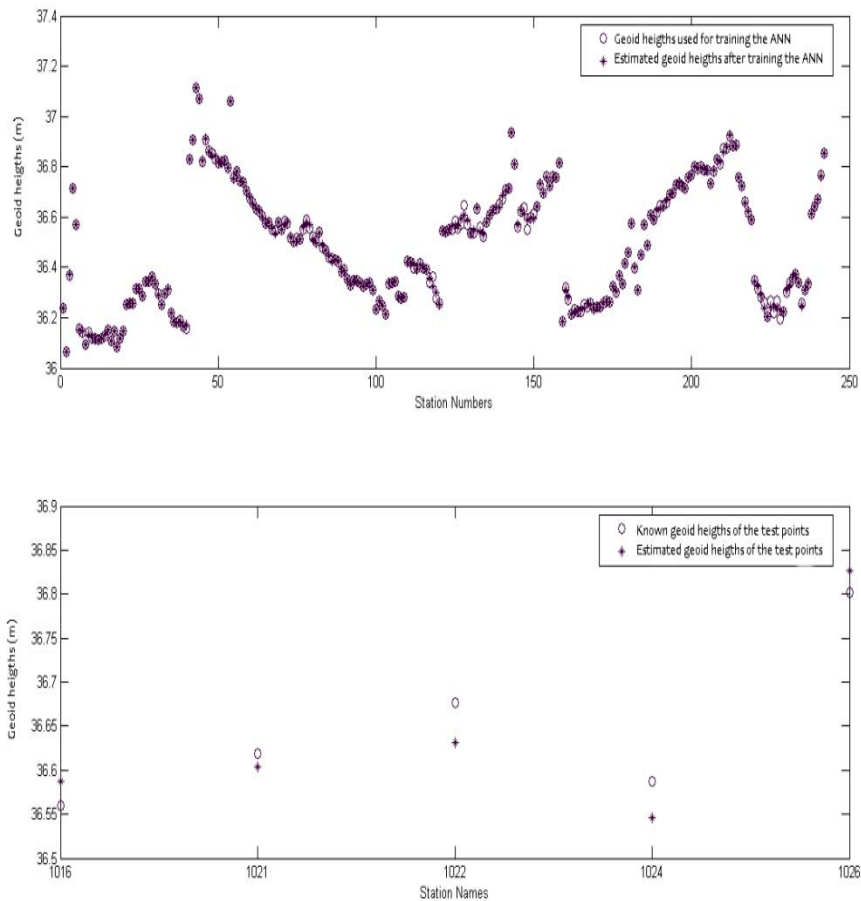 37.4
37.2
37
36.8
36.6
36.4
36.2
36
Geoid heigths (m)
Geoid heigths used for training the ANN
Estimated geoid heigths after training the ANN
0 50 100 150 200 250
Station Numbers
36.9
36.85
36.8
36.75
36.7
36.65
36.6
36.55
36.5
Geoid heigths (m)
Known geoid heigths of the test points
Estimated geoid heigths of the test points
1016 1021 1022 1024 1026
Station Names